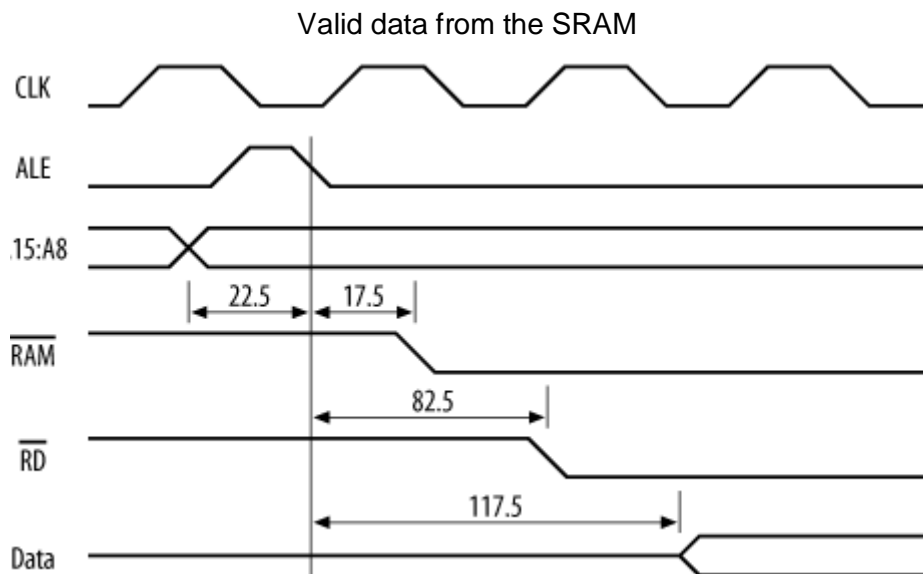 Valid data from the SRAM
CLK
ALE
.15:A8
22.5 17.5
RAM
82.5
RD
117.5
Data